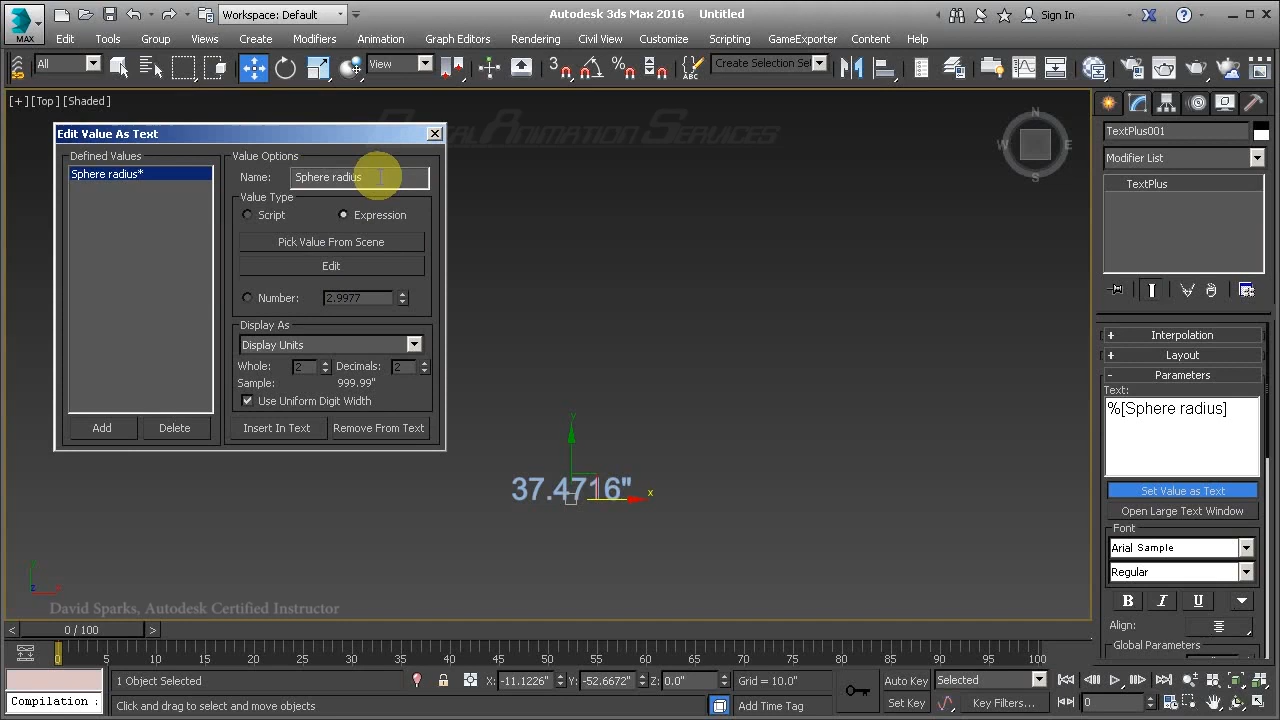 MAX
Workspace: Default
Autodesk 3ds Max 2016 Untitled
Sign In
Edit Tools Group Views Create Modifiers Animation Graph Editors Rendering Civil View Customize Scripting GameExporter Content Help
All
View
3
ABC
Create Selection Set
[+] [Top] [Shaded]
Digital Animation Services
N
W
E
S
TextPlus001
Modifier List
TextPlus
Edit Value As Text
Defined Values
Sphere radius*
Add
Delete
Value Options
Name: Sphere radius
Value Type
Script Expression
Pick Value From Scene
Edit
Number: 2.9977
Display As
Display Units
Whole: 2 Decimals: 2
Sample: 999.99"
Use Uniform Digit Width
Insert In Text Remove From Text
+ Interpolation
+ Layout
- Parameters
Text:
%[Sphere radius]
Set Value as Text
Open Large Text Window
Font
Arial Sample
Regular
B I U
Align:
Global Parameters
y
37.4716"
x
z
David Sparks, Autodesk Certified Instructor
< 0 / 100 >
0 5 10 15 20 25 30 35 40 45 50 55 60 65 70 75 80 85 90 95 100
1 Object Selected
X: -11.1226" Y: -52.6672" Z: 0.0" Grid = 10.0"
Auto Key Selected
Compilation :
Click and drag to select and move objects
Add Time Tag
Set Key Key Filters...
0